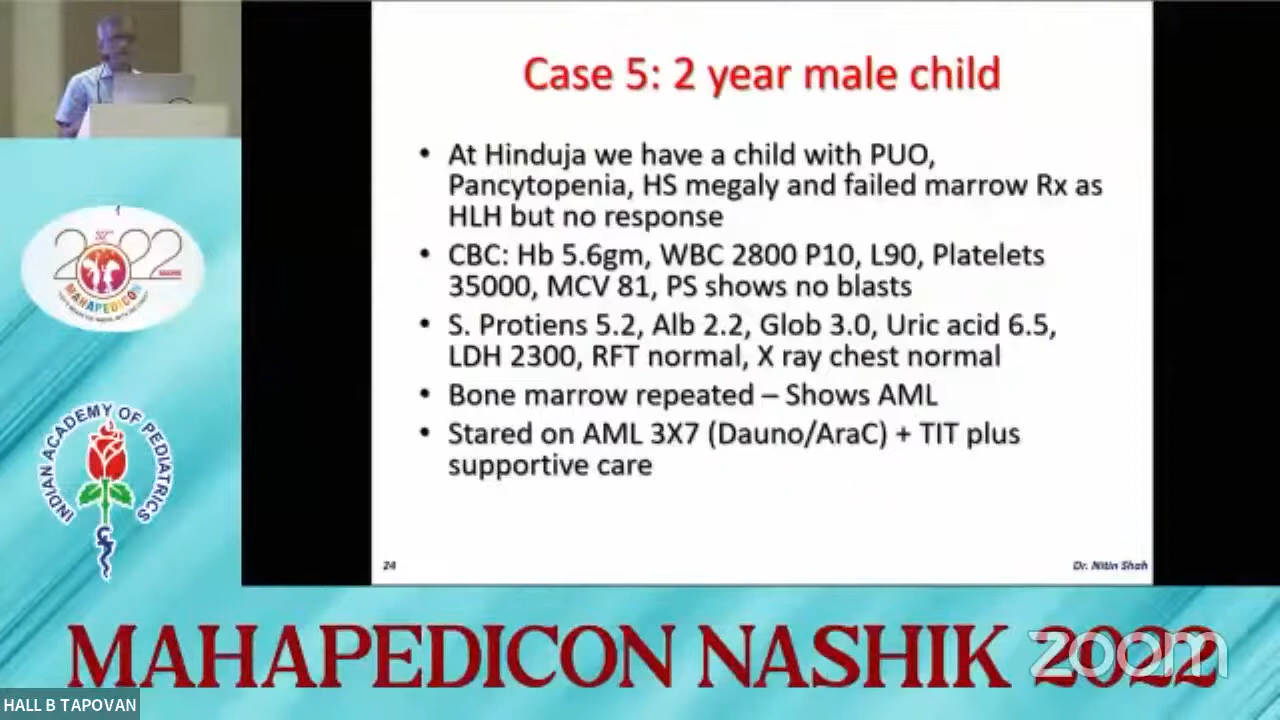 Case 5: 2 year male child
• At Hinduja we have a child with PUO,
Pancytopenia, HS megaly and failed marrow Rx as
HLH but no response
• CBC: Hb 5.6gm, WBC 2800 P10, L90, Platelets
35000, MCV 81, PS shows no blasts
• S. Protiens 5.2, Alb 2.2, Glob 3.0, Uric acid 6.5,
LDH 2300, RFT normal, X ray chest normal
• Bone marrow repeated – Shows AML
• Stared on AML 3X7 (Dauno/AraC) + TIT plus
supportive care
24
Dr. Nitin Shah
2022
MAHAPEDICON
INDIAN ACADEMY OF PEDIATRICS
MAHAPEDICON NASHIK 2022
zoom
HALL B TAPOVAN